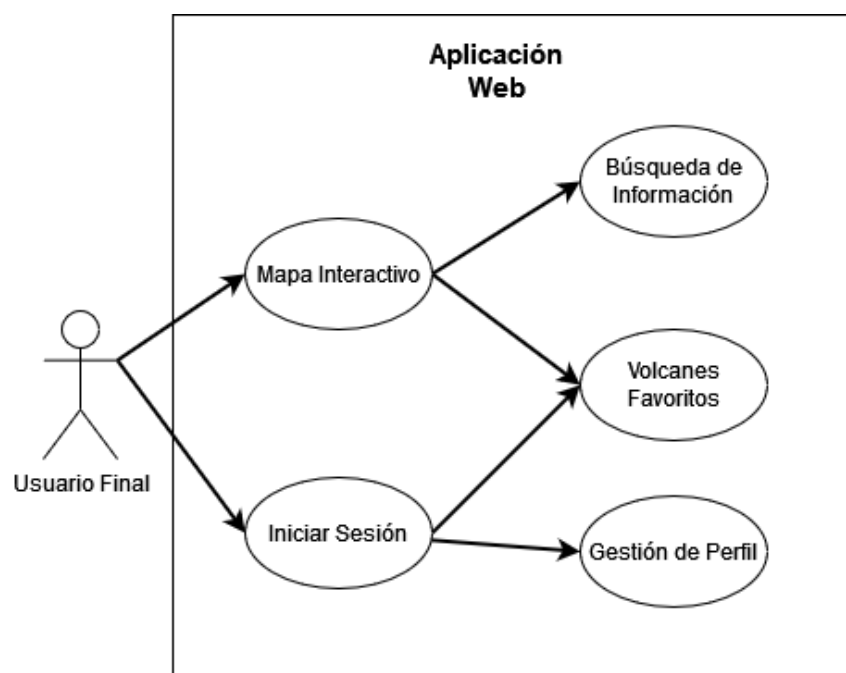 Aplicación
Web
Búsqueda de
Información
Mapa Interactivo
Volcanes
Favoritos
Usuario Final
Iniciar Sesión
Gestión de Perfil